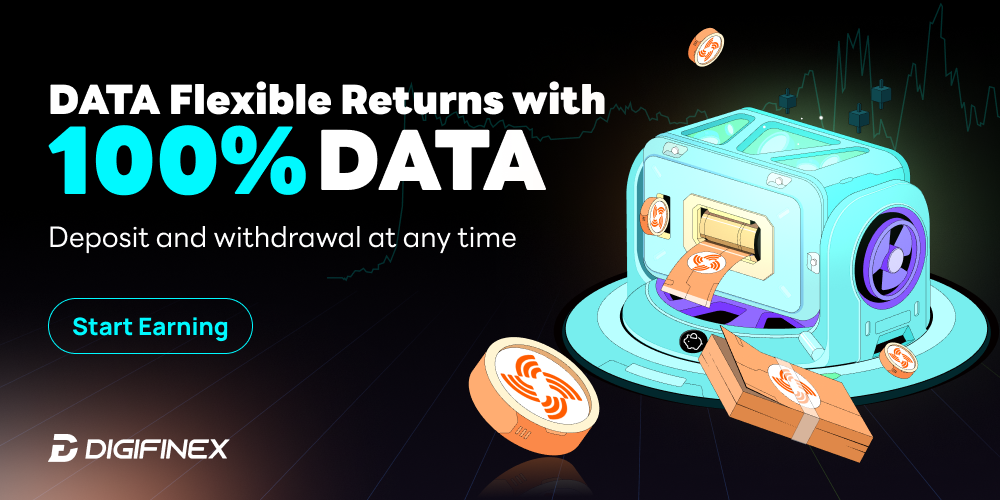 DATA Flexible Returns with
100% DATA
Deposit and withdrawal at any time
Start Earning
DIGIFINEX